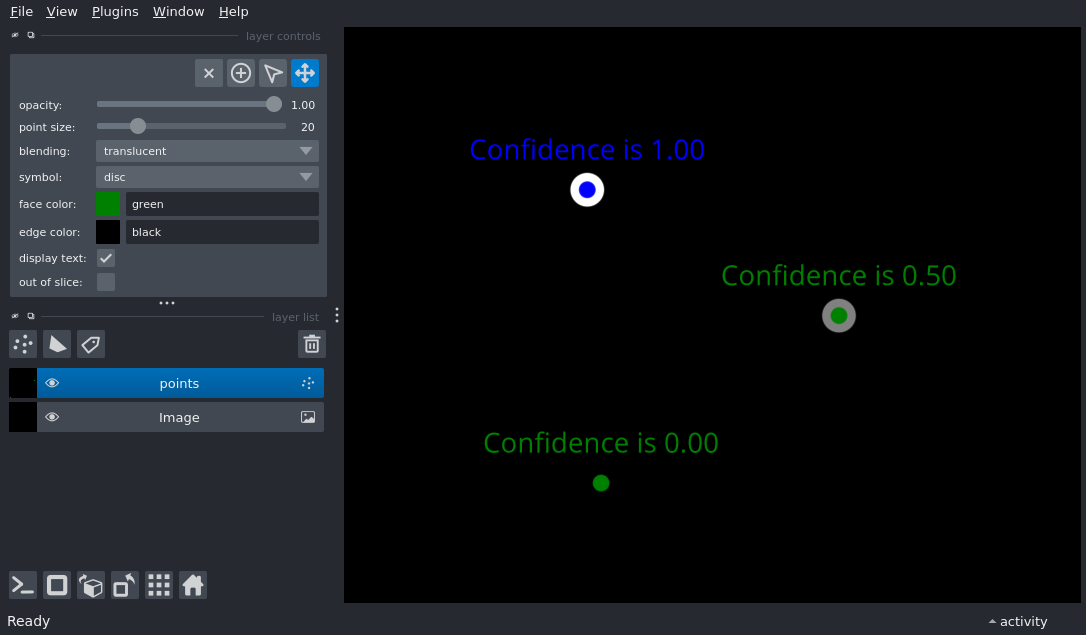 File View Plugins Window Help
layer controls
opacity: 1.00
point size: 20
blending: translucent
symbol: disc
face color: green
edge color: black
display text:
out of slice:
layer list
points
Image
Confidence is 1.00
Confidence is 0.50
Confidence is 0.00
Ready
activity